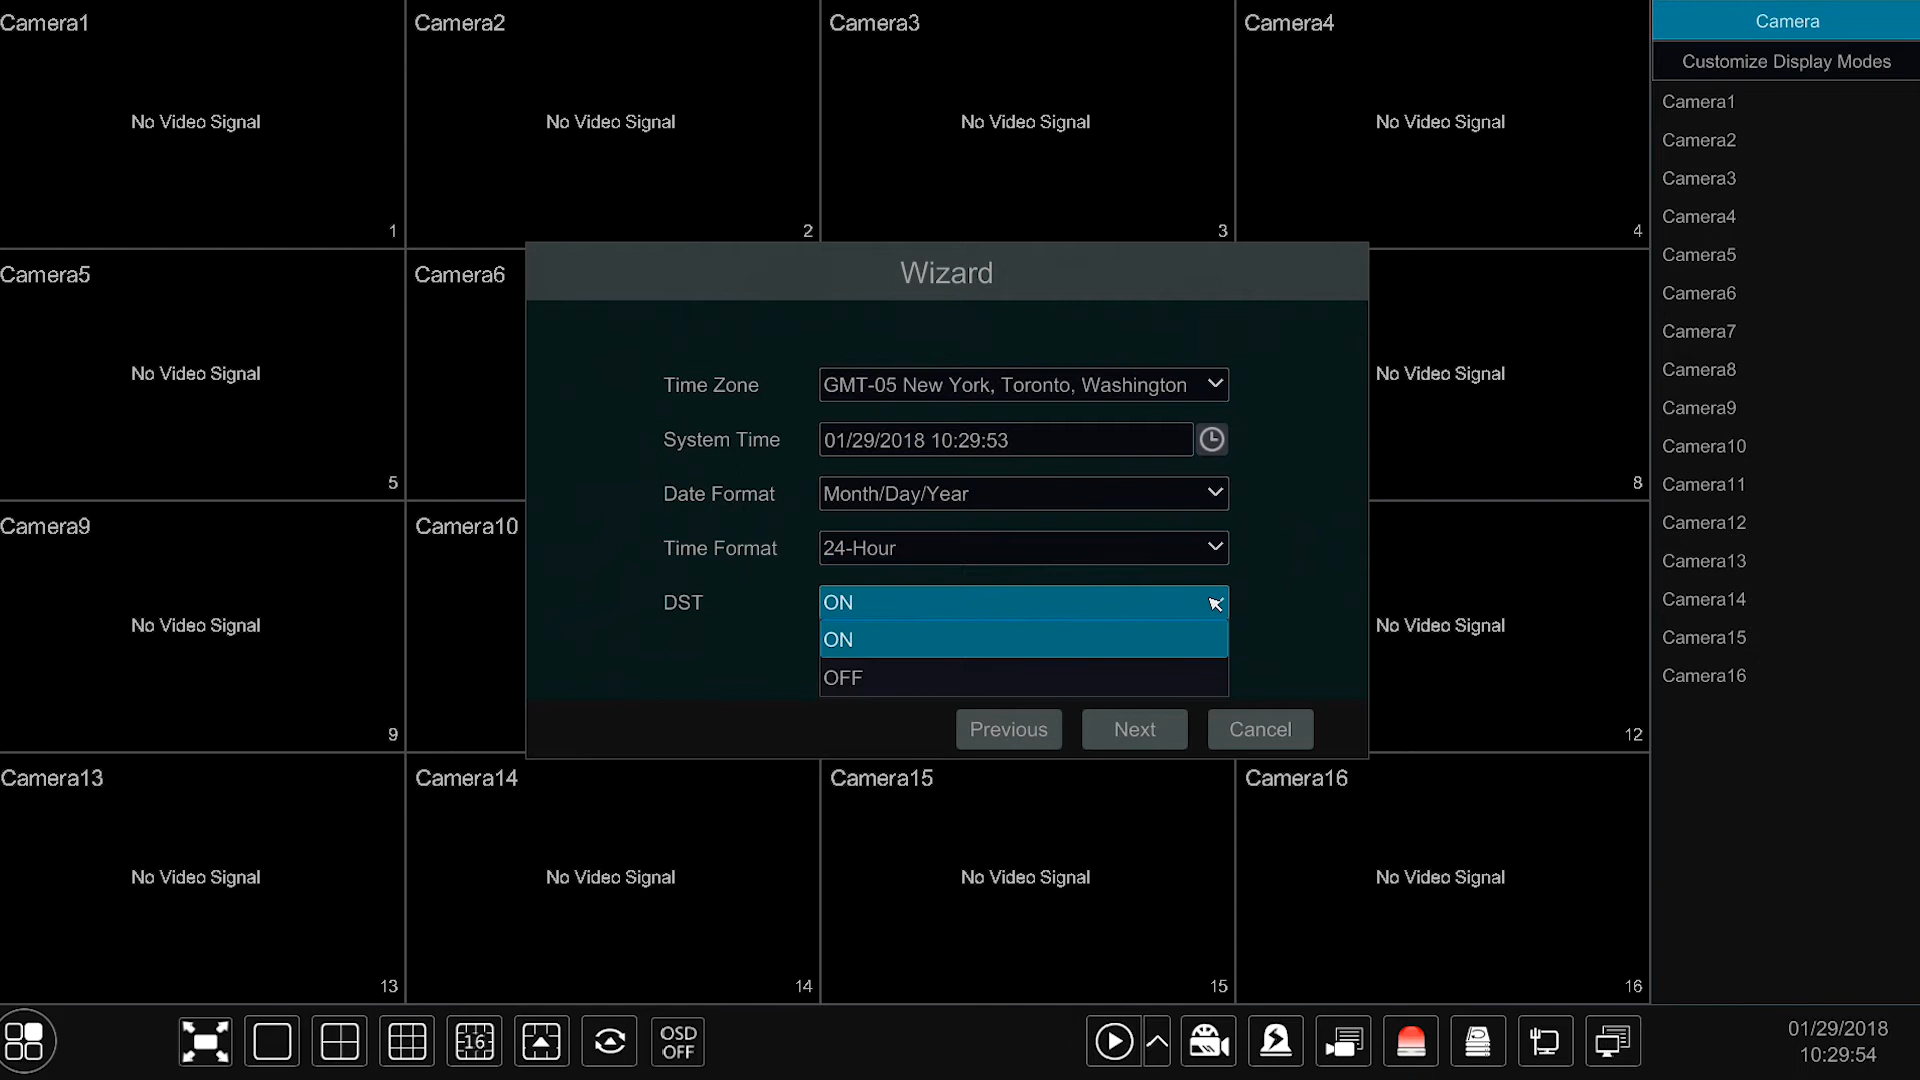 Camera1
Camera2
Camera3
Camera4
Camera
Customize Display Modes
No Video Signal
No Video Signal
No Video Signal
No Video Signal
1
2
3
4
Camera1
Camera2
Camera3
Camera4
Camera5
Camera6
Camera7
Camera8
Camera9
Camera10
Camera11
Camera12
Camera13
Camera14
Camera15
Camera16
Camera5
Camera6
No Video Signal
No Video Signal
5
8
Wizard
Time Zone
GMT-05 New York, Toronto, Washington
System Time
01/29/2018 10:29:53
Date Format
Month/Day/Year
Time Format
24-Hour
DST
ON
ON
OFF
Previous
Next
Cancel
Camera9
Camera10
No Video Signal
No Video Signal
9
12
Camera13
Camera14
Camera15
Camera16
No Video Signal
No Video Signal
No Video Signal
No Video Signal
13
14
15
16
16
OSD
OFF
01/29/2018
10:29:54